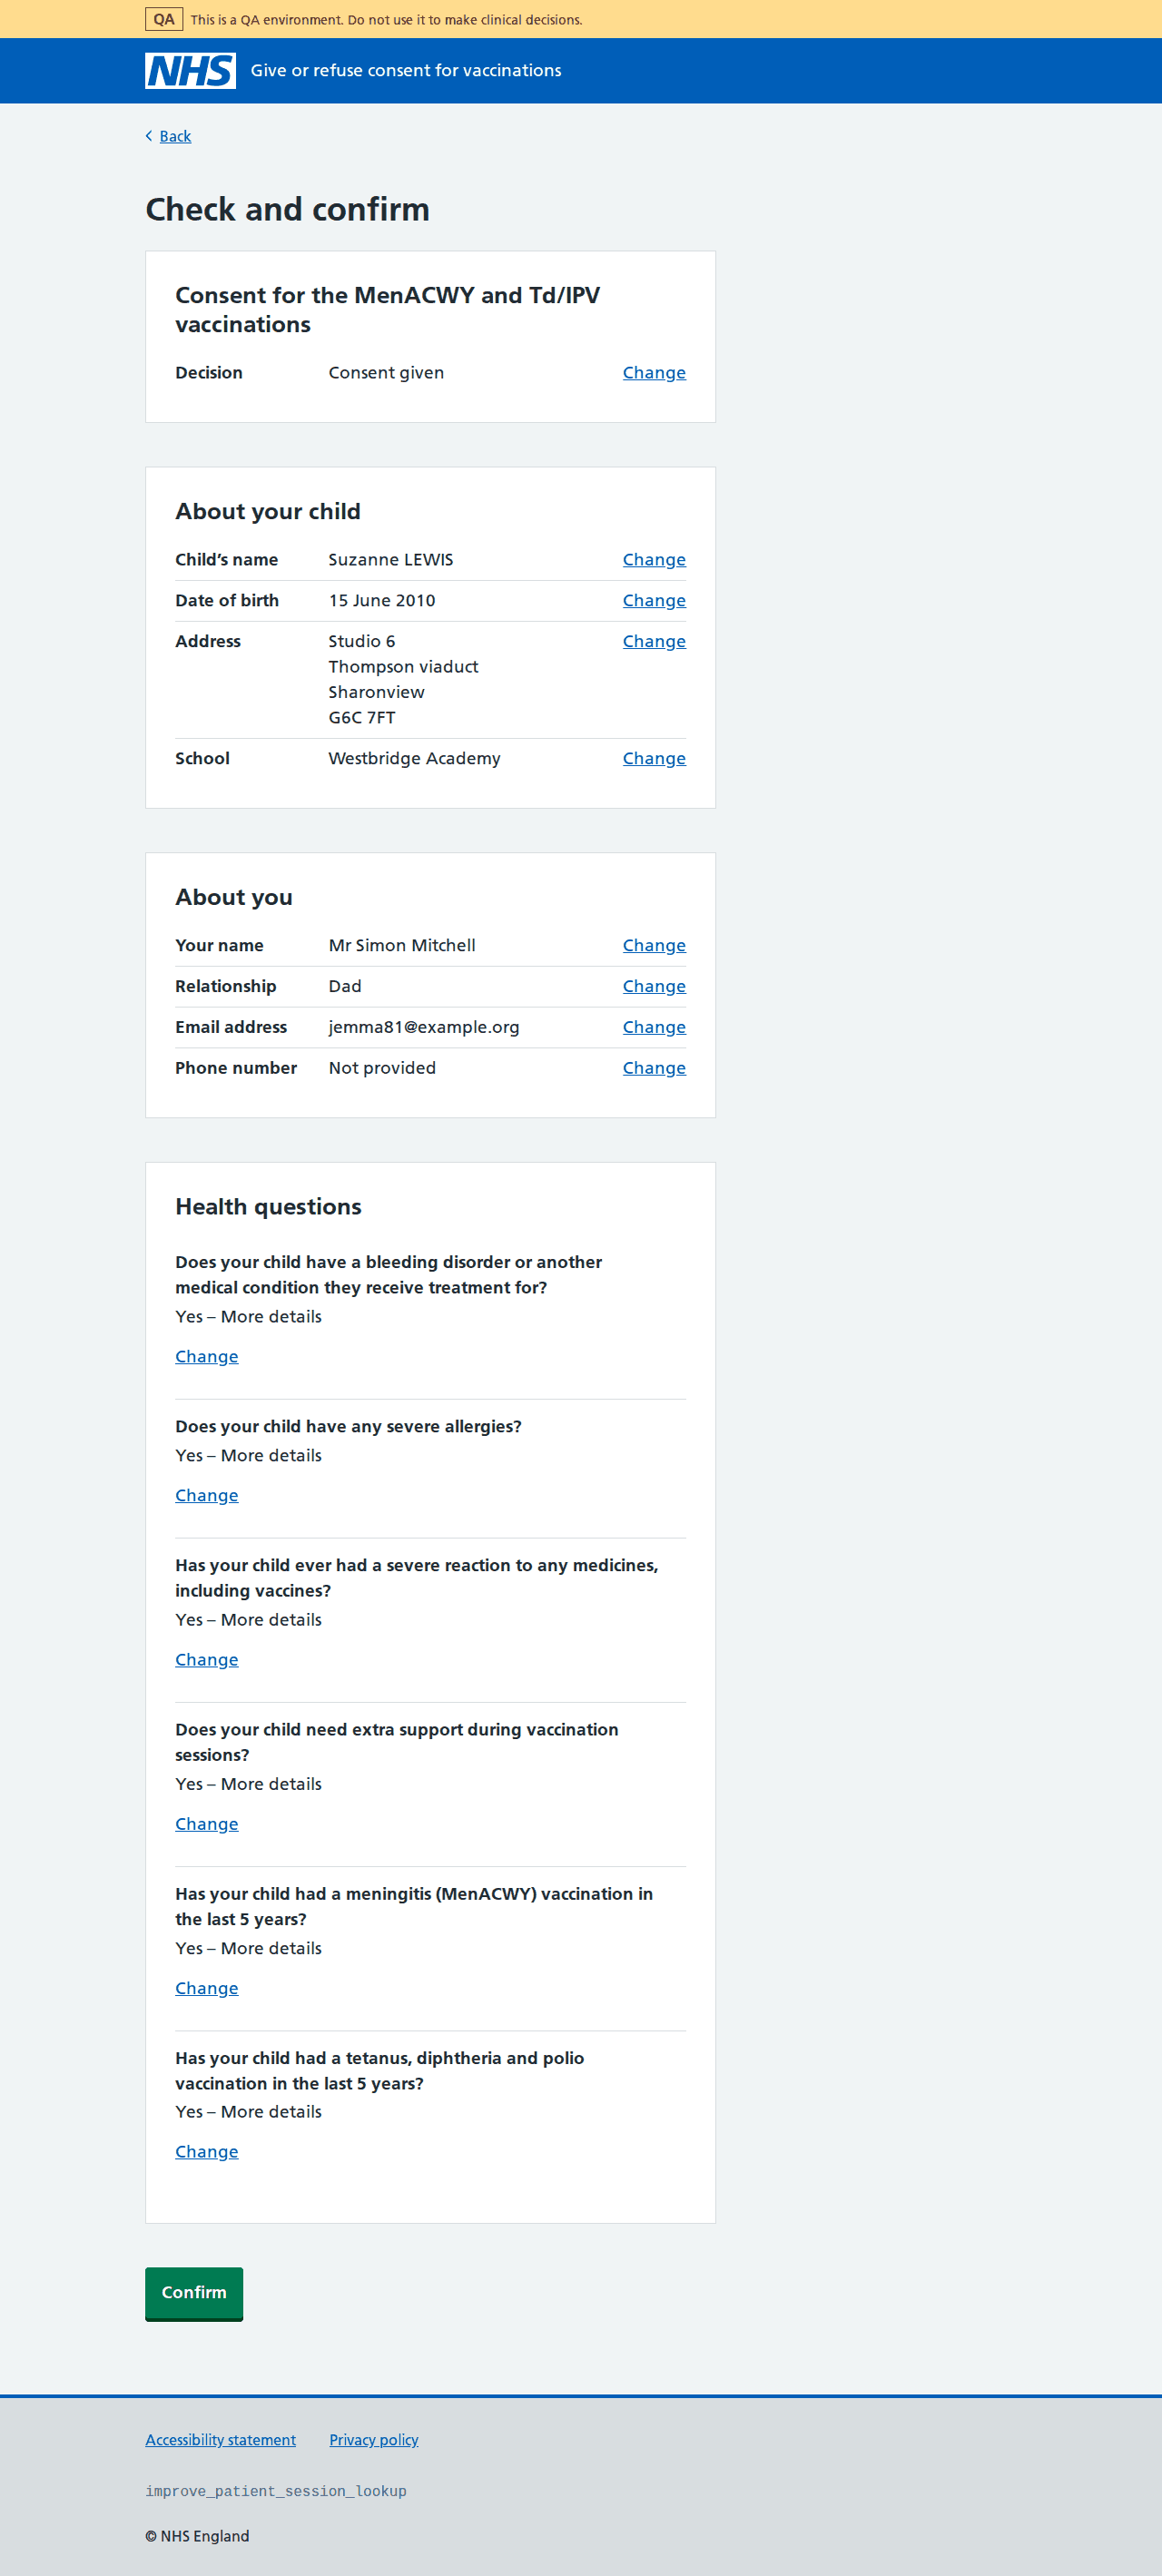 QA This is a QA environment. Do not use it to make clinical decisions.
NHS Give or refuse consent for vaccinations
Back
Check and confirm
Consent for the MenACWY and Td/IPV
vaccinations
Decision Consent given Change
About your child
Child’s name Suzanne LEWIS Change
Date of birth 15 June 2010 Change
Address Studio 6 Change
Thompson viaduct
Sharonview
G6C 7FT
School Westbridge Academy Change
About you
Your name Mr Simon Mitchell Change
Relationship Dad Change
Email address jemma81@example.org Change
Phone number Not provided Change
Health questions
Does your child have a bleeding disorder or another
medical condition they receive treatment for?
Yes – More details
Change
Does your child have any severe allergies?
Yes – More details
Change
Has your child ever had a severe reaction to any medicines,
including vaccines?
Yes – More details
Change
Does your child need extra support during vaccination
sessions?
Yes – More details
Change
Has your child had a meningitis (MenACWY) vaccination in
the last 5 years?
Yes – More details
Change
Has your child had a tetanus, diphtheria and polio
vaccination in the last 5 years?
Yes – More details
Change
Confirm
Accessibility statement Privacy policy
improve_patient_session_lookup
© NHS England